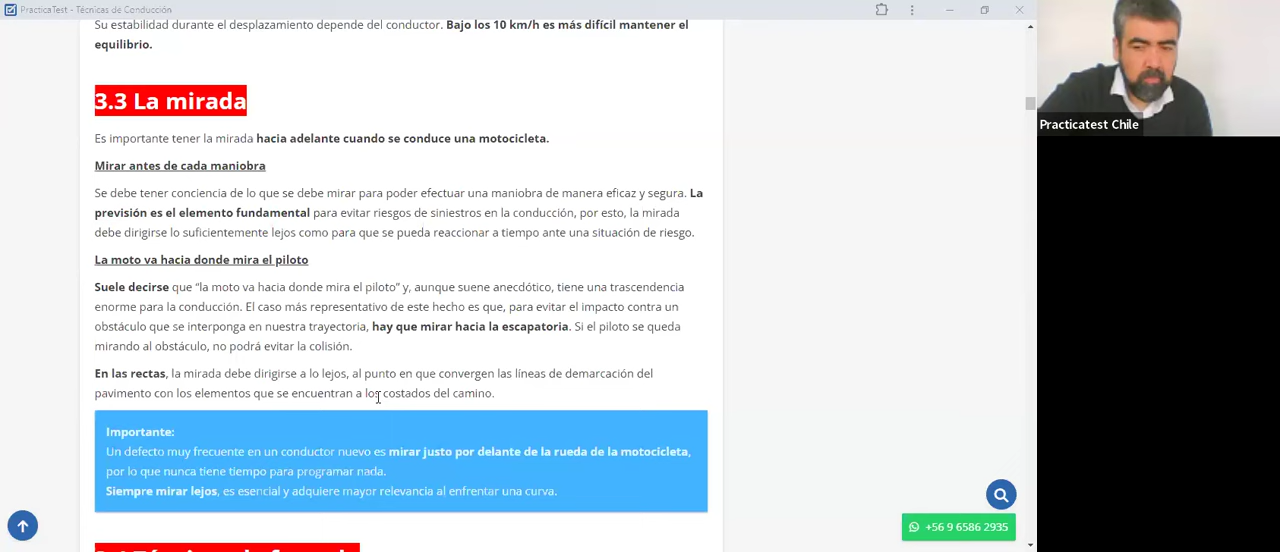 PracticaTest - Técnicas de Conducción
Su estabilidad durante el desplazamiento depende del conductor. Bajo los 10 km/h es más difícil mantener el
equilibrio.
3.3 La mirada
Es importante tener la mirada hacia adelante cuando se conduce una motocicleta.
Mirar antes de cada maniobra
Se debe tener conciencia de lo que se debe mirar para poder efectuar una maniobra de manera eficaz y segura. La
previsión es el elemento fundamental para evitar riesgos de siniestros en la conducción, por esto, la mirada
debe dirigirse lo suficientemente lejos como para que se pueda reaccionar a tiempo ante una situación de riesgo.
La moto va hacia donde mira el piloto
Suele decirse que “la moto va hacia donde mira el piloto” y, aunque suene anecdótico, tiene una trascendencia
enorme para la conducción. El caso más representativo de este hecho es que, para evitar el impacto contra un
obstáculo que se interponga en nuestra trayectoria, hay que mirar hacia la escapatoria. Si el piloto se queda
mirando al obstáculo, no podrá evitar la colisión.
En las rectas, la mirada debe dirigirse a lo lejos, al punto en que convergen las líneas de demarcación del
pavimento con los elementos que se encuentran a los costados del camino.
Importante:
Un defecto muy frecuente en un conductor nuevo es mirar justo por delante de la rueda de la motocicleta,
por lo que nunca tiene tiempo para programar nada.
Siempre mirar lejos, es esencial y adquiere mayor relevancia al enfrentar una curva.
Practicatest Chile
+56 9 6586 2935